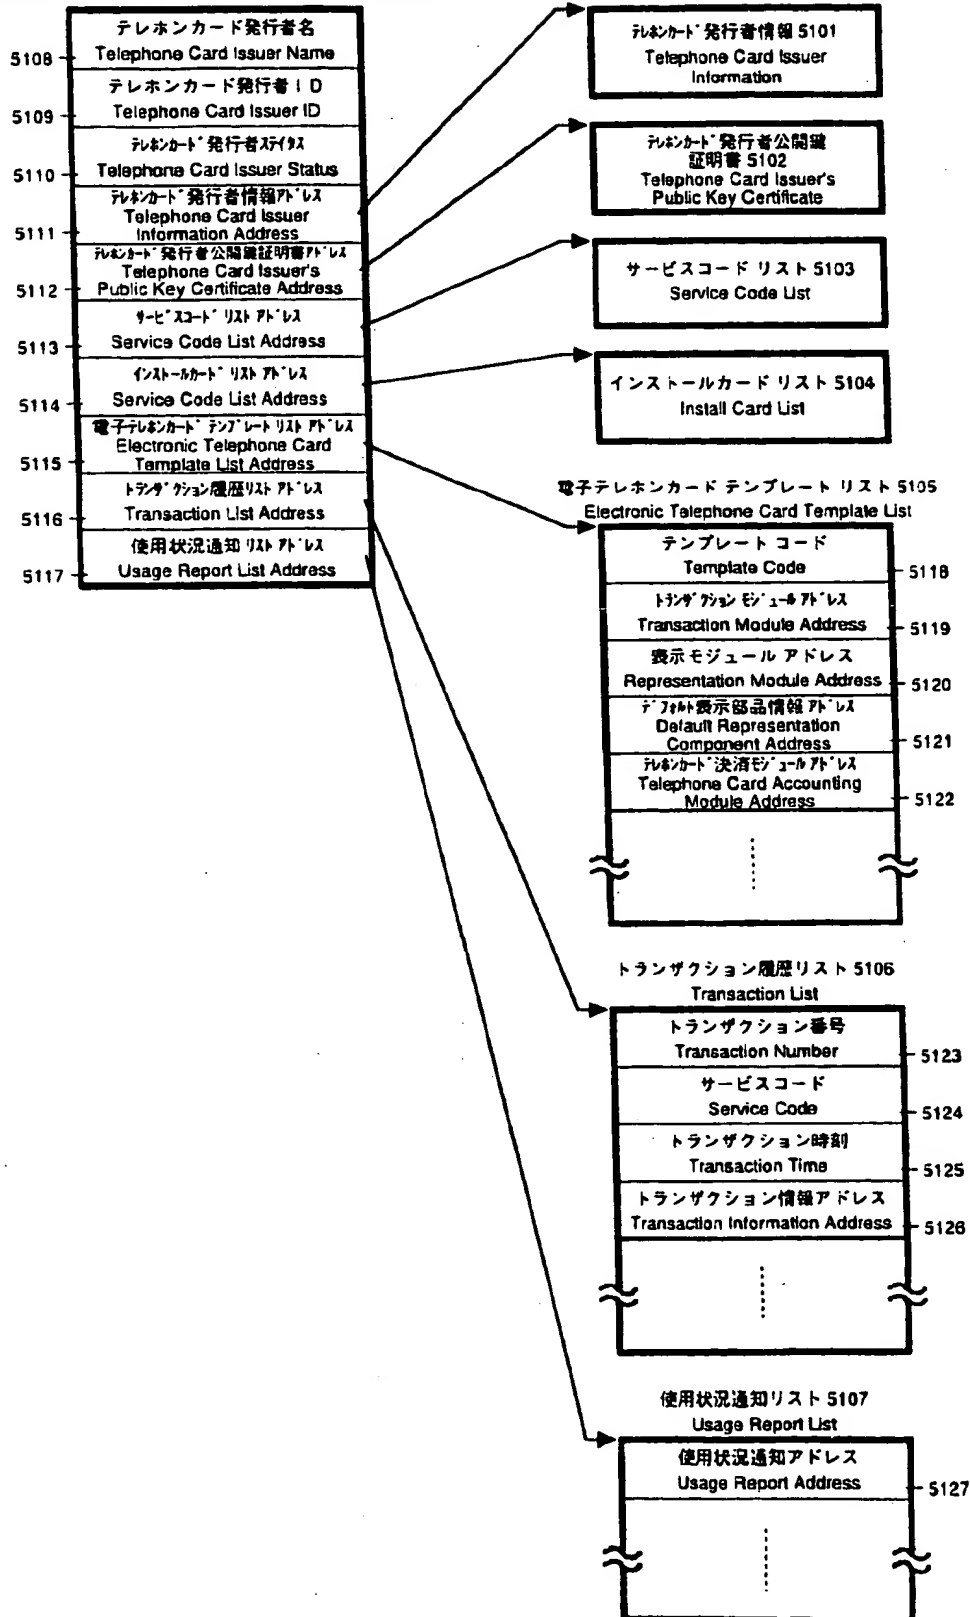 テレホンカード発行者名
5108
Telephone Card Issuer Name
テレホンカード発行者ID
5109
Telephone Card Issuer ID
テレホンカード発行者ステイタス
5110
Telephone Card Issuer Status
テレホンカード発行者情報アドレス
Telephone Card Issuer
5111
Information Address
テレホンカード発行者公開鍵証明書アドレス
Telephone Card Issuer's
5112
Public Key Certificate Address
サービスコード リスト アドレス
5113
Service Code List Address
インストールカード リスト アドレス
5114
Service Code List Address
電子テレホンカード テンプレート リスト アドレス
Electronic Telephone Card
5115
Template List Address
トランザクション履歴リスト アドレス
5116
Transaction List Address
使用状況通知 リスト アドレス
5117
Usage Report List Address
テレホンカード発行者情報 5101
Telephone Card Issuer
Information
テレホンカード発行者公開鍵
証明書 5102
Telephone Card Issuer's
Public Key Certificate
サービスコード リスト 5103
Service Code List
インストールカード リスト 5104
Install Card List
電子テレホンカード テンプレート リスト 5105
Electronic Telephone Card Template List
テンプレート コード
Template Code
5118
トランザクション モジュール アドレス
Transaction Module Address
5119
表示モジュール アドレス
Representation Module Address
5120
デフォルト表示部品情報 アドレス
Default Representation
Component Address
5121
テレホンカード決済モジュール アドレス
Telephone Card Accounting
Module Address
5122
トランザクション履歴リスト 5106
Transaction List
トランザクション番号
Transaction Number
5123
サービスコード
Service Code
5124
トランザクション時刻
Transaction Time
5125
トランザクション情報アドレス
Transaction Information Address
5126
使用状況通知リスト 5107
Usage Report List
使用状況通知アドレス
Usage Report Address
5127